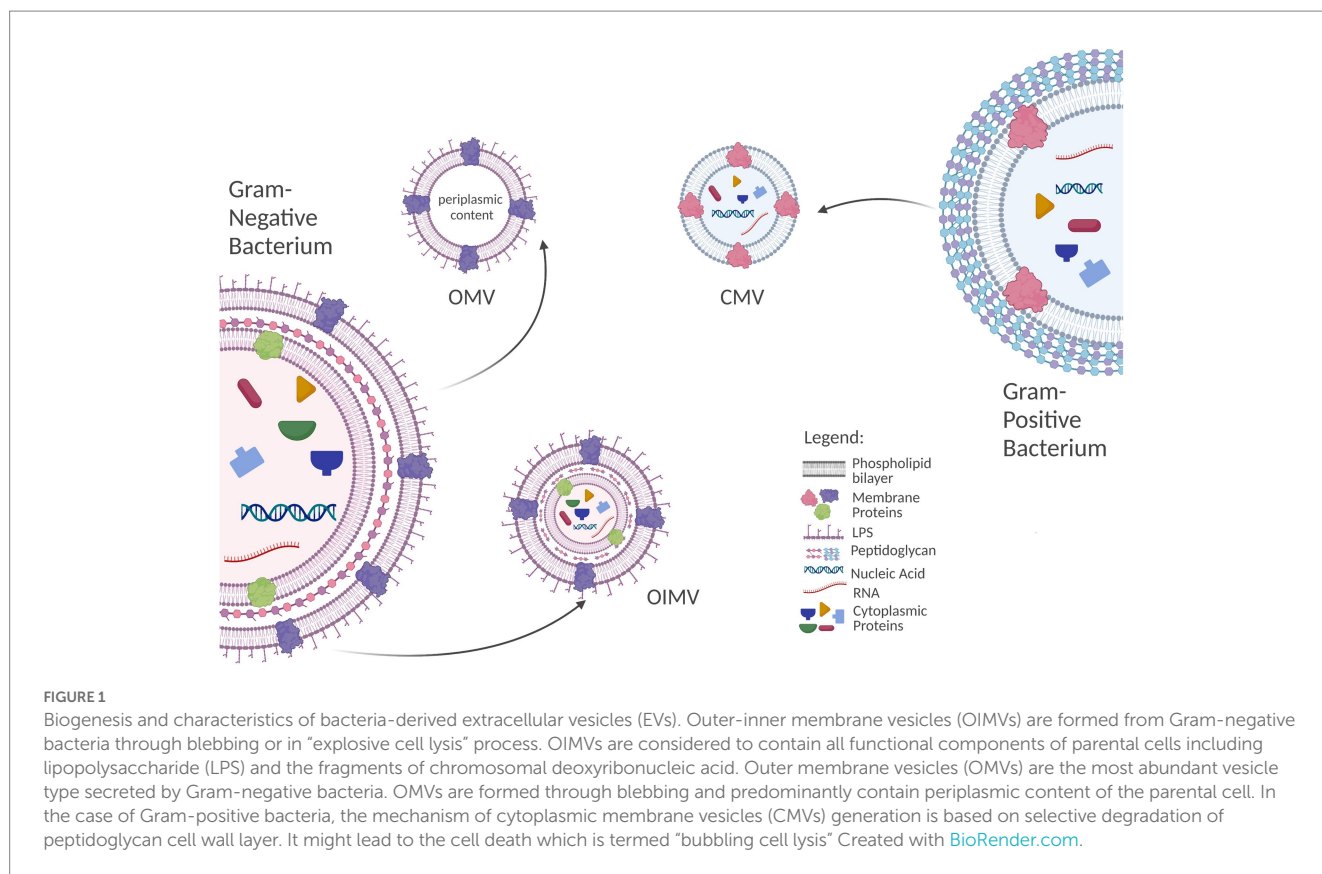 Gram-
Negative
Bacterium
periplasmic
content
OMV
CMV
Gram-
Positive
Bacterium
OIMV
Legend:
Phospholipid
bilayer
Membrane
Proteins
LPS
Peptidoglycan
Nucleic Acid
RNA
Cytoplasmic
Proteins
FIGURE 1
Biogenesis and characteristics of bacteria-derived extracellular vesicles (EVs). Outer-inner membrane vesicles (OIMVs) are formed from Gram-negative
bacteria through blebbing or in “explosive cell lysis” process. OIMVs are considered to contain all functional components of parental cells including
lipopolysaccharide (LPS) and the fragments of chromosomal deoxyribonucleic acid. Outer membrane vesicles (OMVs) are the most abundant vesicle
type secreted by Gram-negative bacteria. OMVs are formed through blebbing and predominantly contain periplasmic content of the parental cell. In
the case of Gram-positive bacteria, the mechanism of cytoplasmic membrane vesicles (CMVs) generation is based on selective degradation of
peptidoglycan cell wall layer. It might lead to the cell death which is termed “bubbling cell lysis” Created with BioRender.com.